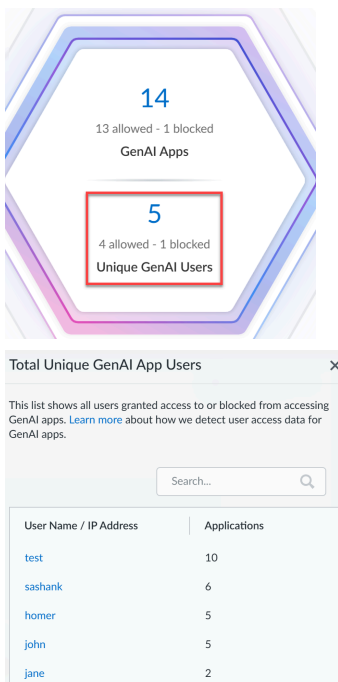 14
13 allowed - 1 blocked
GenAI Apps
5
4 allowed - 1 blocked
Unique GenAI Users
Total Unique GenAI App Users
This list shows all users granted access to or blocked from accessing
GenAI apps. Learn more about how we detect user access data for
GenAI apps.
Search...
User Name / IP Address Applications
test 10
sashank 6
homer 5
john 5
jane 2